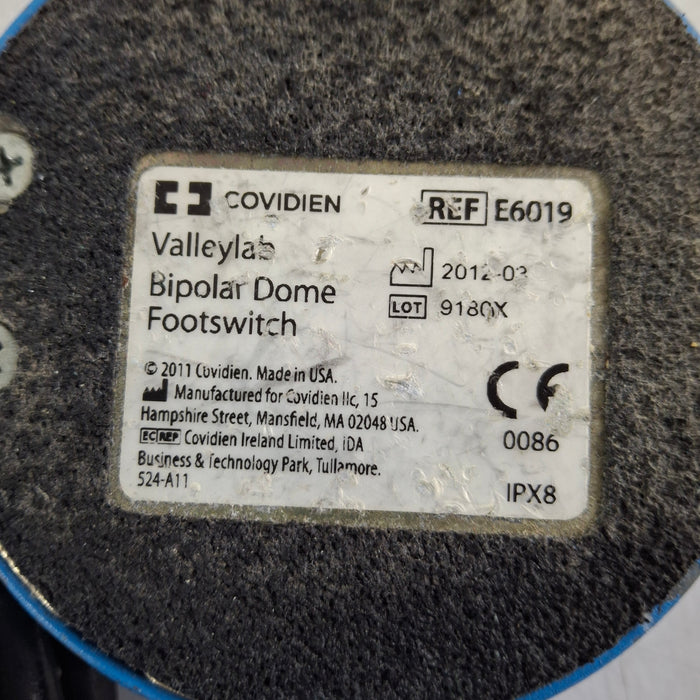 COVIDIEN
REF E6019
Valleylab
Bipolar Dome
Footswitch
2012-03
LOT 9180X
© 2011 Covidien. Made in USA.
Manufactured for Covidien llc, 15
Hampshire Street, Mansfield, MA 02048 USA.
EC REP Covidien Ireland Limited, IDA
Business & Technology Park, Tullamore.
524-A11
CE
0086
IPX8